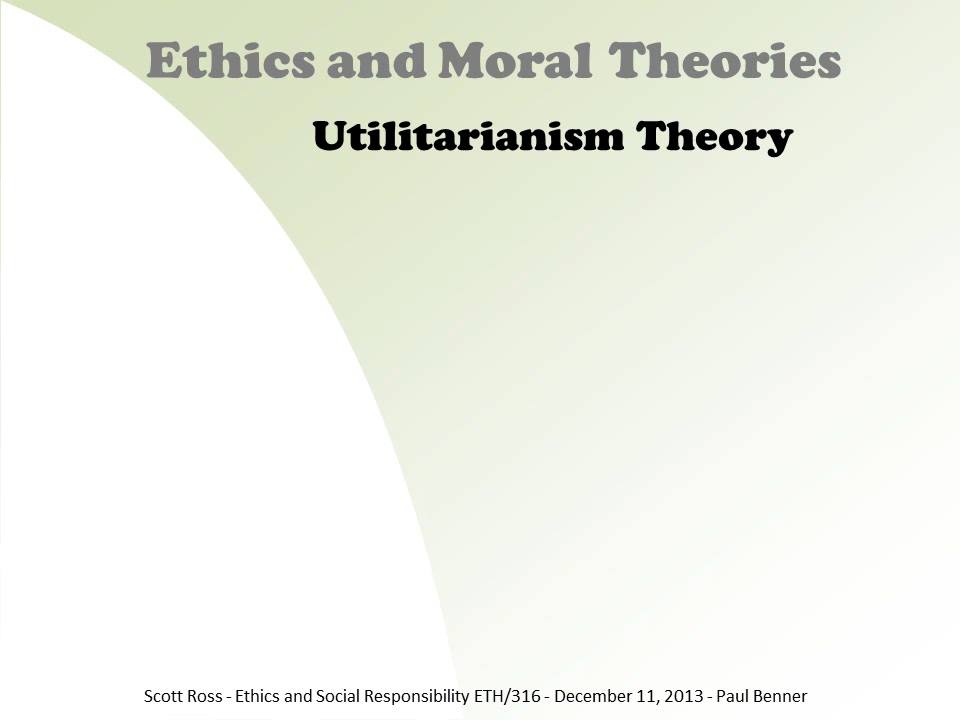 Ethics and Moral Theories
Utilitarianism Theory
Scott Ross - Ethics and Social Responsibility ETH/316 - December 11, 2013 - Paul Benner